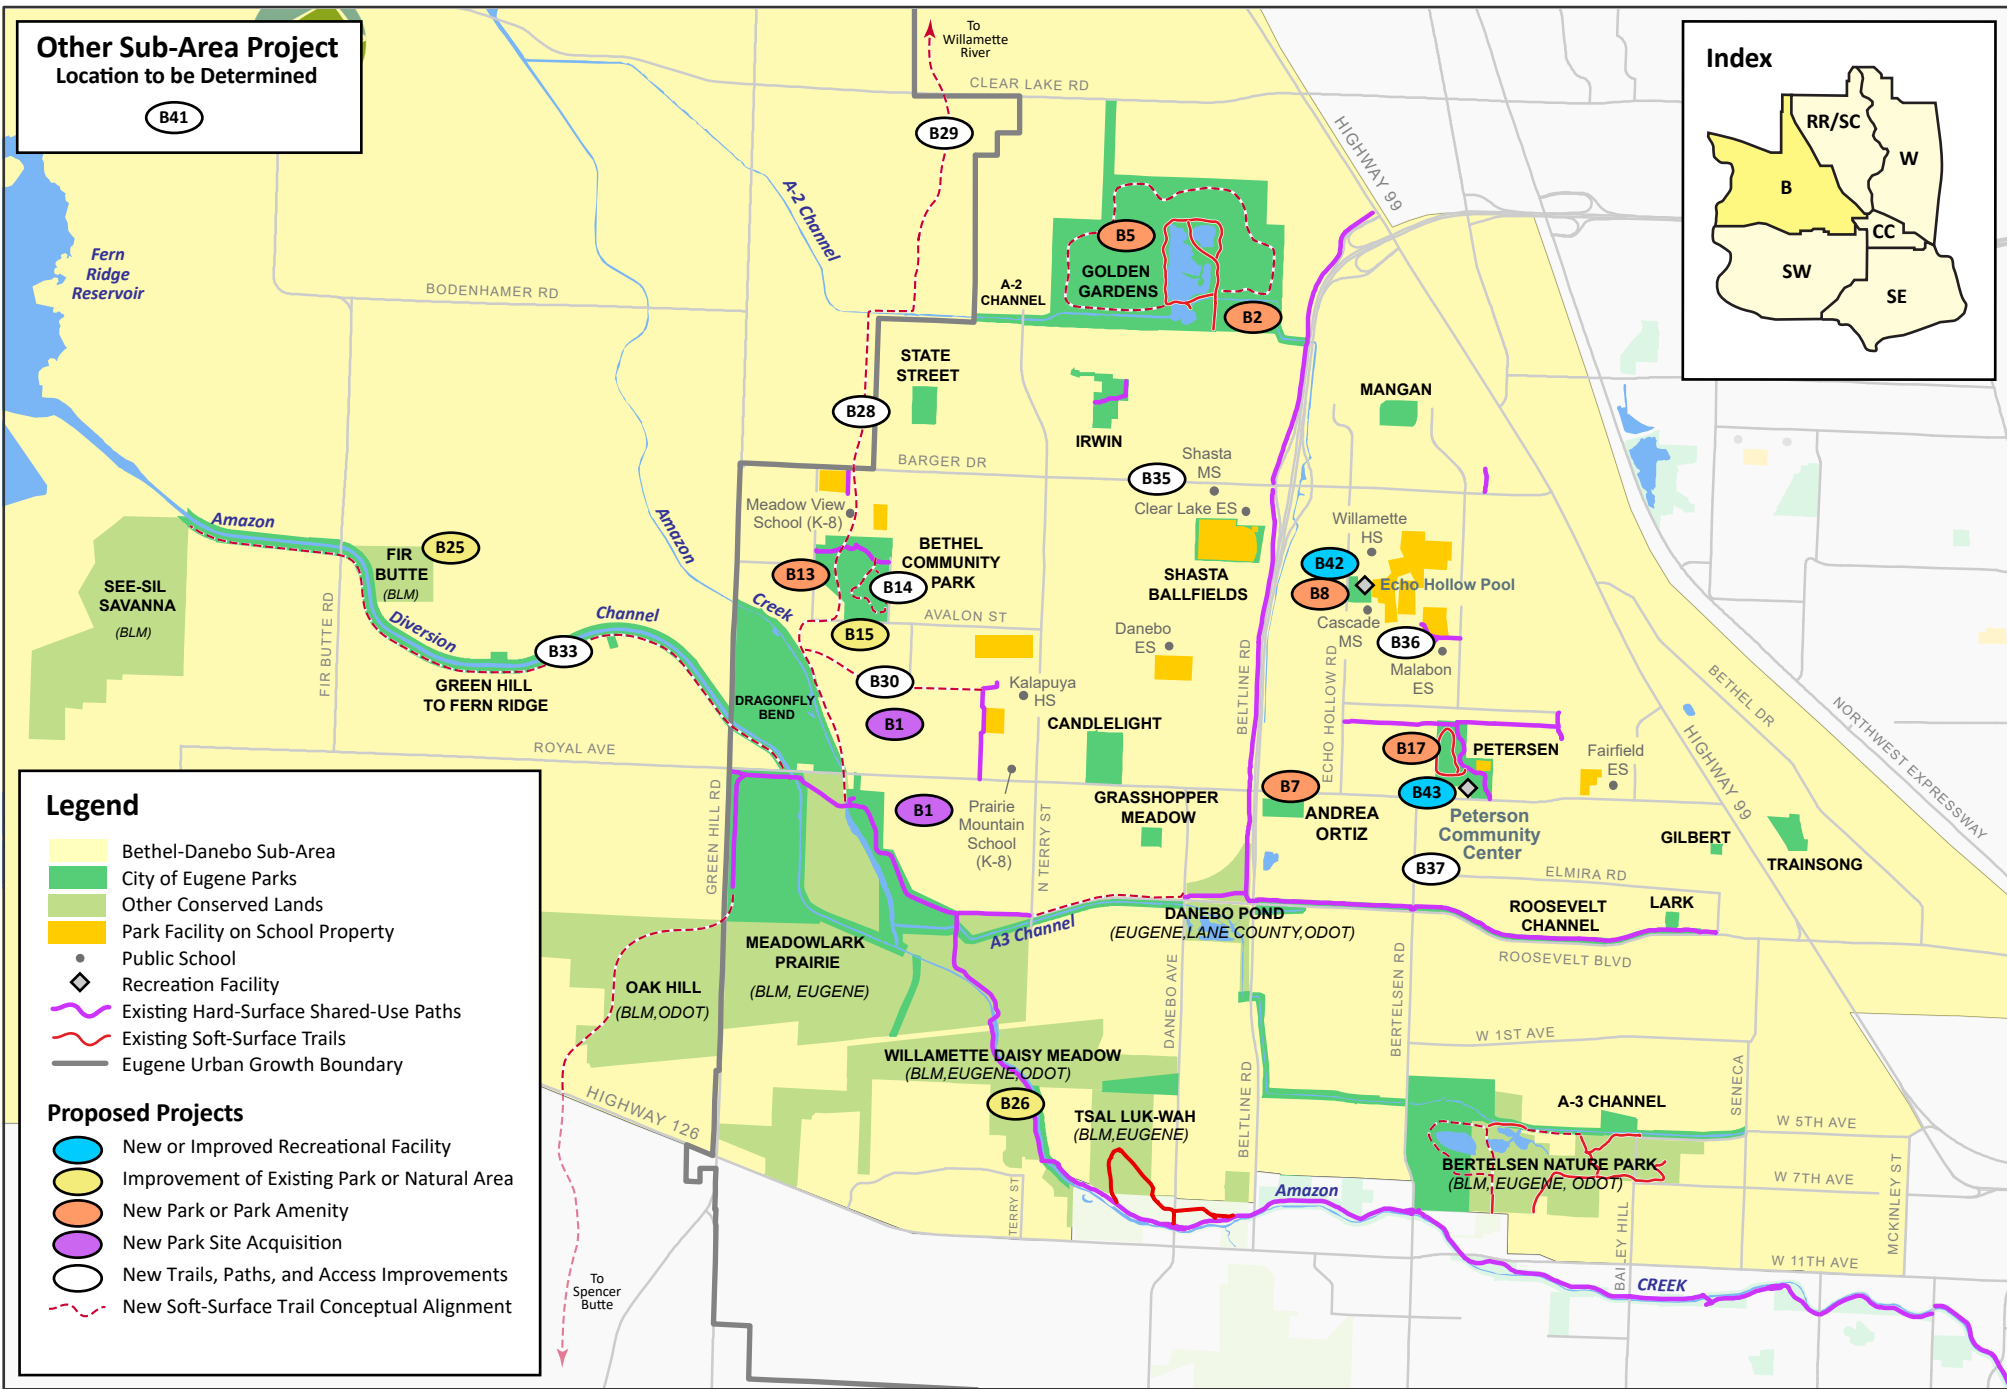 Other Sub-Area Project
Location to be Determined
B41
To
Willamette
River
CLEAR LAKE RD
B29
HIGHWAY 99
Index
RR/SC
W
B
CC
SW
SE
A-2 Channel
Fern
Ridge
Reservoir
BODENHAMER RD
B5
GOLDEN
GARDENS
A-2
CHANNEL
B2
STATE
STREET
MANGAN
B28
IRWIN
BARGER DR
B35
Shasta
MS
Clear Lake ES
Meadow View
School (K-8)
Willamette
HS
Amazon
Amazon
FIR
BUTTE
(BLM)
B25
BETHEL
COMMUNITY
PARK
B13
B14
SHASTA
BALLFIELDS
B42
B8
Echo Hollow Pool
SEE-SIL
SAVANNA
(BLM)
FIR BUTTE RD
Diversion
Channel
Creek
AVALON ST
B15
Danebo
ES
Cascade
MS
B36
Malabon
ES
B33
GREEN HILL
TO FERN RIDGE
B30
Kalapuya
HS
BELTLINE RD
ECHO HOLLOW RD
BETHEL DR
NORTHWEST EXPRESSWAY
DRAGONFLY
BEND
B1
CANDLELIGHT
ROYAL AVE
B17
PETERSEN
Fairfield
ES
HIGHWAY 99
Legend
Bethel-Danebo Sub-Area
City of Eugene Parks
Other Conserved Lands
Park Facility on School Property
Public School
Recreation Facility
Existing Hard-Surface Shared-Use Paths
Existing Soft-Surface Trails
Eugene Urban Growth Boundary
Proposed Projects
New or Improved Recreational Facility
Improvement of Existing Park or Natural Area
New Park or Park Amenity
New Park Site Acquisition
New Trails, Paths, and Access Improvements
New Soft-Surface Trail Conceptual Alignment
GREEN HILL RD
B1
Prairie
Mountain
School
(K-8)
N TERRY ST
GRASSHOPPER
MEADOW
B7
ANDREA
ORTIZ
B43
Peterson
Community
Center
GILBERT
TRAINSONG
B37
ELMIRA RD
A3 Channel
DANEBO POND
(EUGENE,LANE COUNTY,ODOT)
ROOSEVELT
CHANNEL
LARK
ROOSEVELT BLVD
MEADOWLARK
PRAIRIE
(BLM, EUGENE)
OAK HILL
(BLM,ODOT)
DANEBO AVE
BERTELSEN RD
W 1ST AVE
WILLAMETTE DAISY MEADOW
(BLM,EUGENE,ODOT)
B26
TSAL LUK-WAH
(BLM,EUGENE)
BELTLINE RD
HIGHWAY 126
A-3 CHANNEL
SENECA
W 5TH AVE
BERTELSEN NATURE PARK
(BLM, EUGENE, ODOT)
W 7TH AVE
TERRY ST
Amazon
BAILEY HILL
MCKINLEY ST
W 11TH AVE
CREEK
To
Spencer
Butte